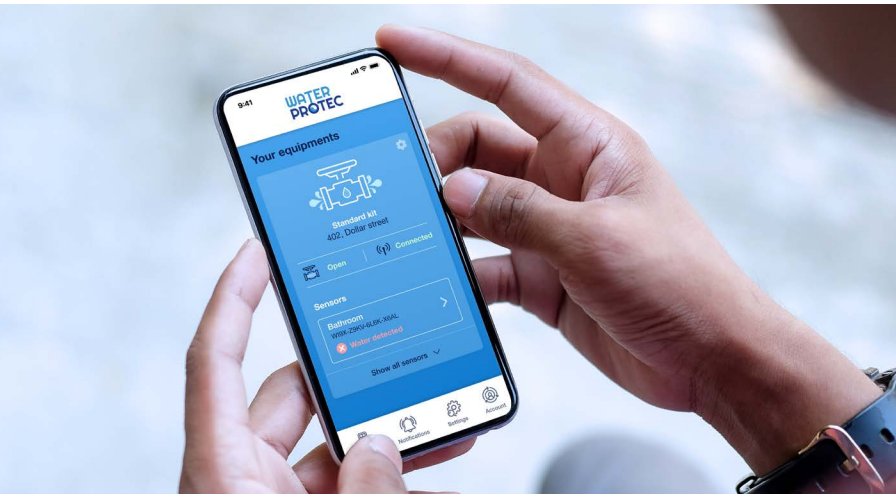 9:41
WATER
PROTEC
Your equipments
Standard kit
402, Dollar street
Open
Connected
Sensors
Bathroom
Water detected
Show all sensors
Notifications
Settings
Account